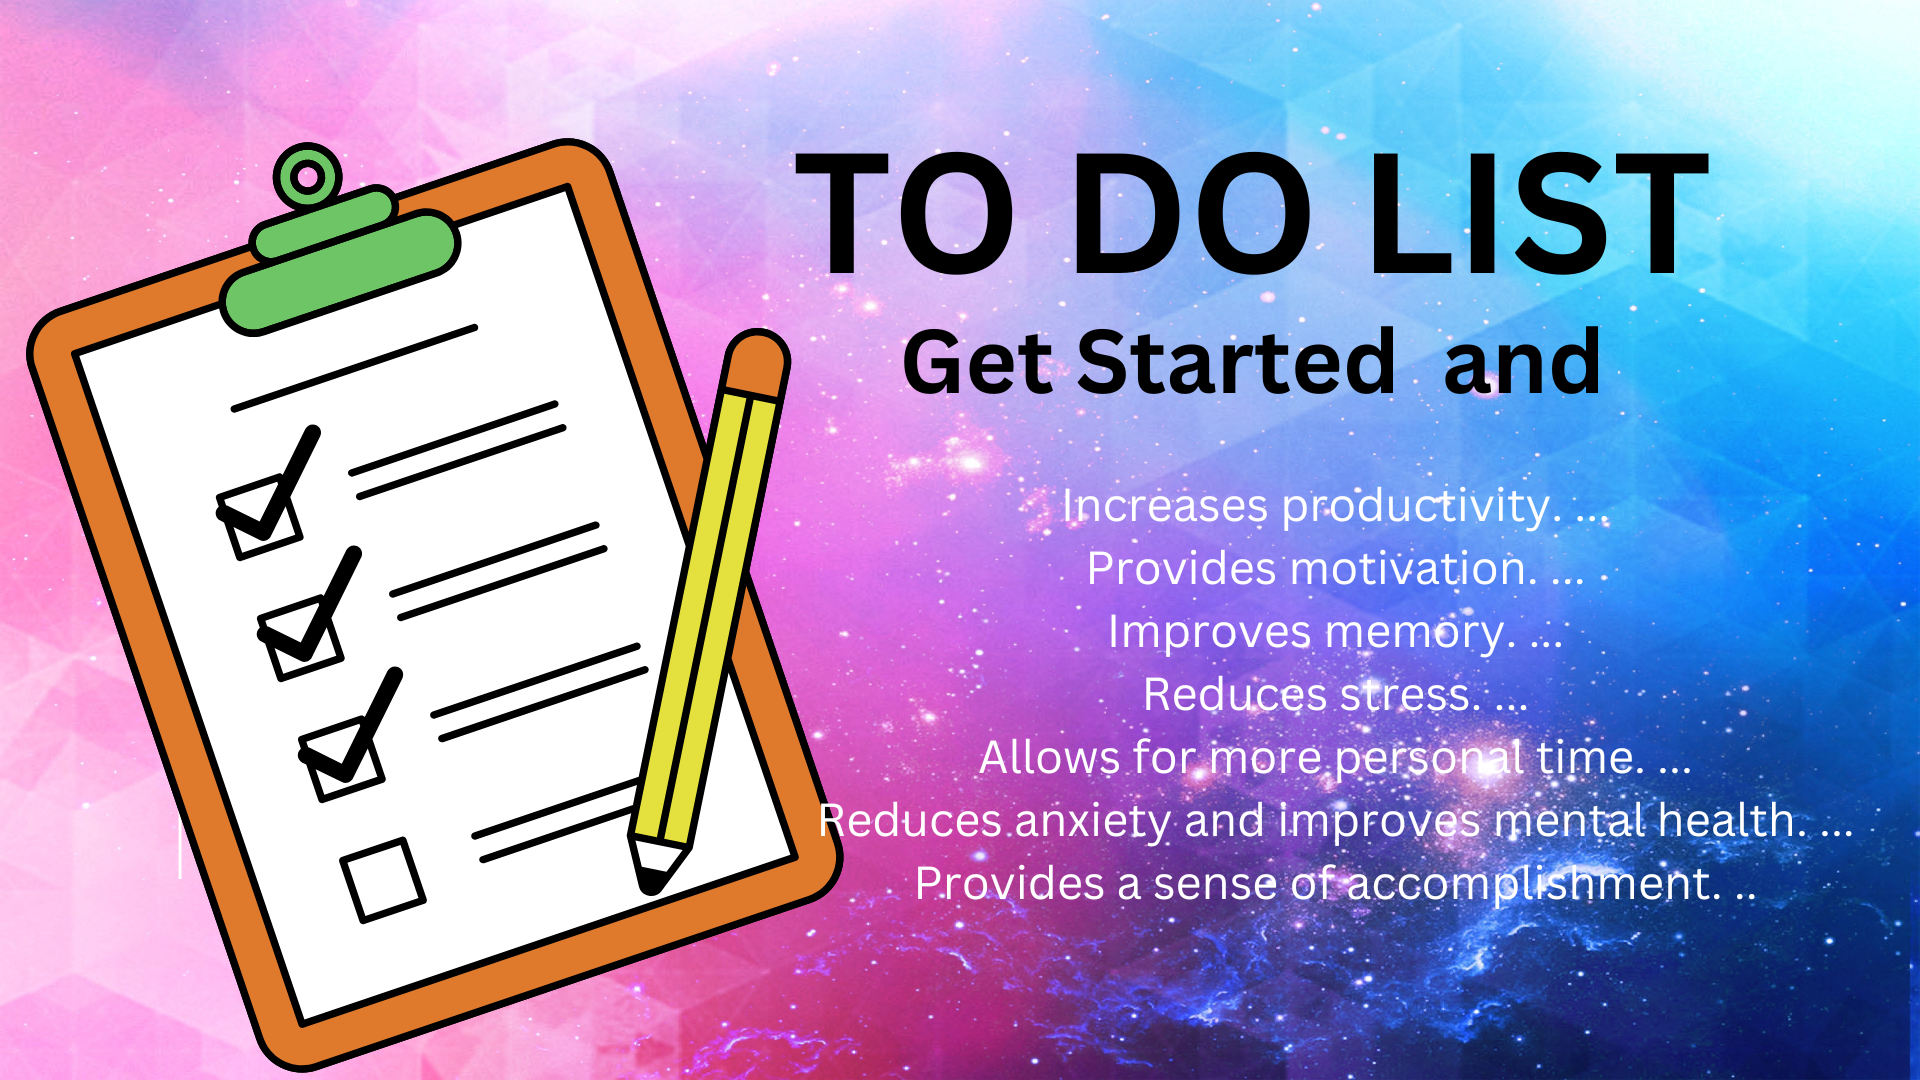 TO DO LIST
Get Started  and
Increases productivity. ...
Provides motivation. ...
Improves memory. ...
Reduces stress. ...
Allows for more personal time. ...
Reduces anxiety and improves mental health. ...
Provides a sense of accomplishment. ..